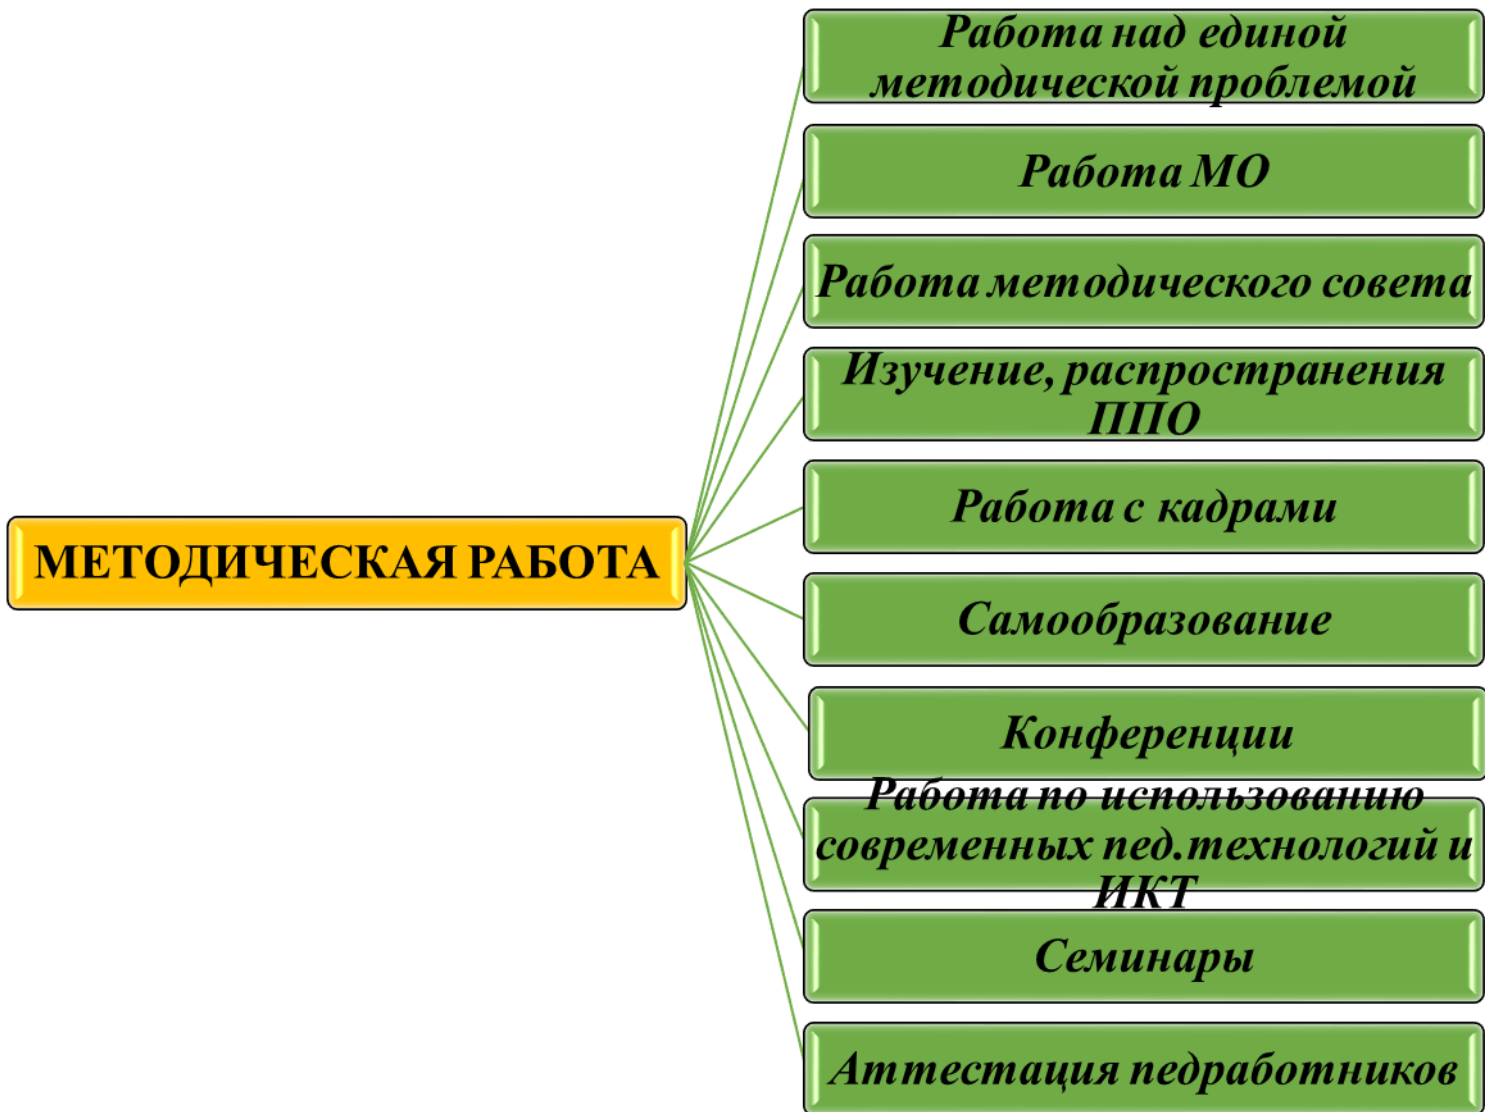 МЕТОДИЧЕСКАЯ РАБОТА
Работа над единой
методической проблемой
Работа МО
Работа методического совета
Изучение, распространения
ППО
Работа с кадрами
Самообразование
Конференции
Работа по использованию
современных пед.технологий и
ИКТ
Семинары
Аттестация педработников